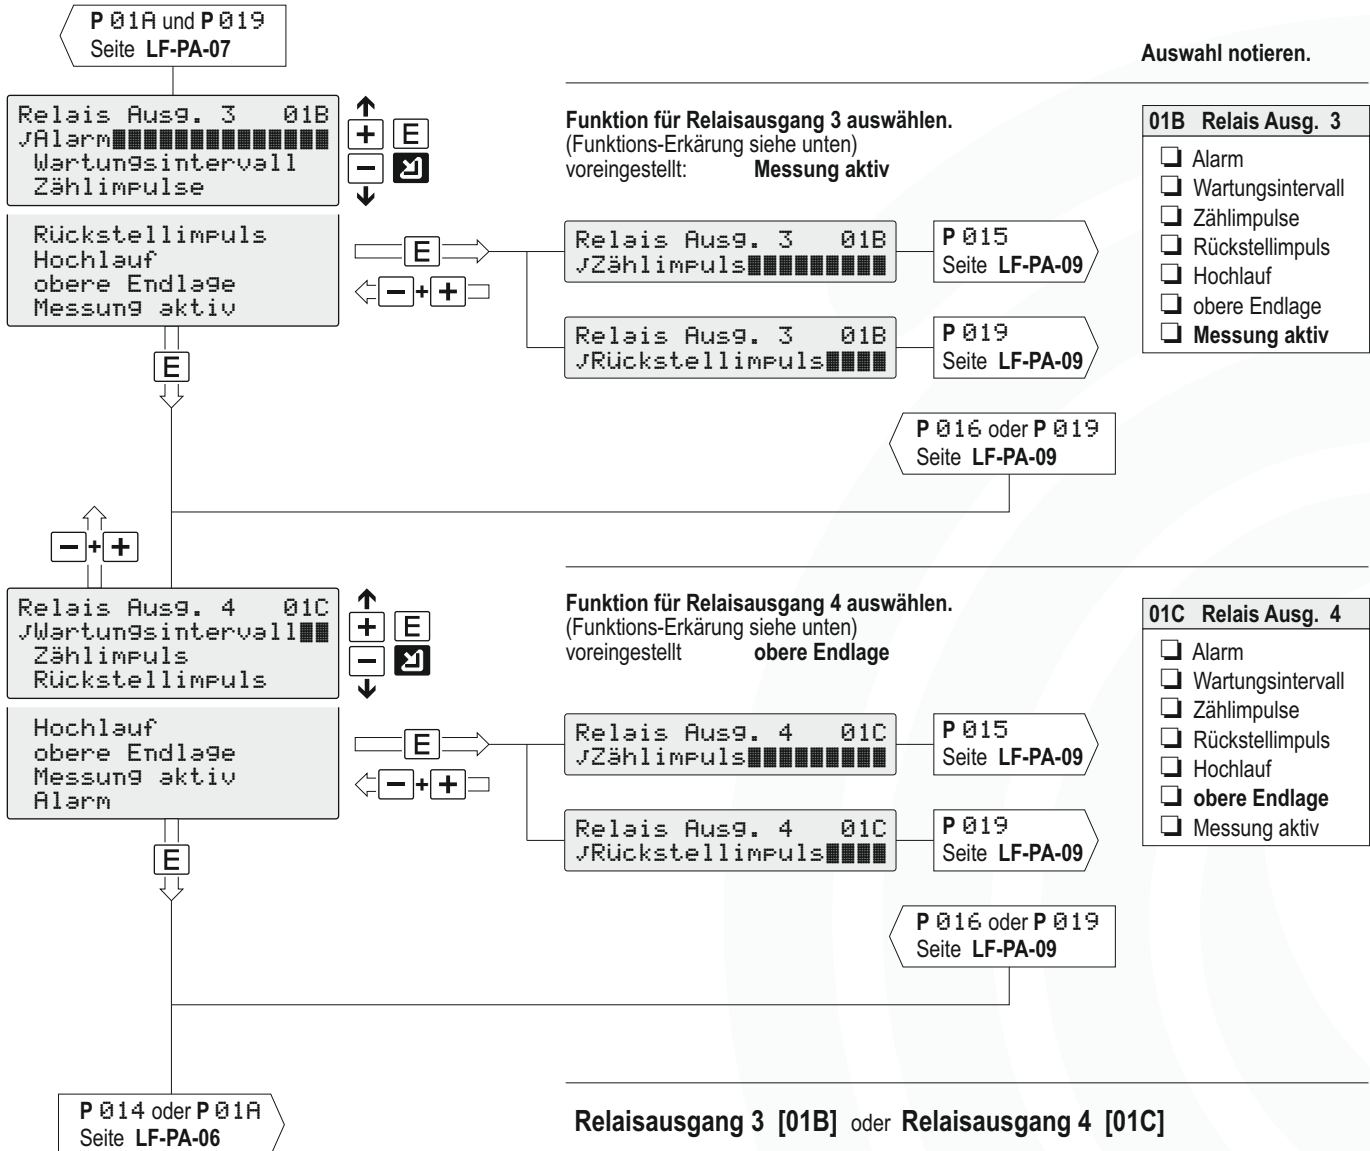 P 01A und P 019
Seite LF-PA-07
Auswahl notieren.
Relais Ausg. 3 01B
√Alarm
Wartungsintervall
Zählimpulse
Rückstellimpuls
Hochlauf
obere Endlage
Messung aktiv
+ E
−
Funktion für Relaisausgang 3 auswählen.
(Funktions-Erkärung siehe unten)
voreingestellt: Messung aktiv
E
− + +
Relais Ausg. 3 01B
√Zählimpuls
P 015
Seite LF-PA-09
Relais Ausg. 3 01B
√Rückstellimpuls
P 019
Seite LF-PA-09
01B Relais Ausg. 3
Alarm
Wartungsintervall
Zählimpulse
Rückstellimpuls
Hochlauf
obere Endlage
Messung aktiv
E
P 016 oder P 019
Seite LF-PA-09
− + +
Relais Ausg. 4 01C
√Wartungsintervall
Zählimpuls
Rückstellimpuls
Hochlauf
obere Endlage
Messung aktiv
Alarm
+ E
−
Funktion für Relaisausgang 4 auswählen.
(Funktions-Erkärung siehe unten)
voreingestellt obere Endlage
E
− + +
Relais Ausg. 4 01C
√Zählimpuls
P 015
Seite LF-PA-09
Relais Ausg. 4 01C
√Rückstellimpuls
P 019
Seite LF-PA-09
01C Relais Ausg. 4
Alarm
Wartungsintervall
Zählimpulse
Rückstellimpuls
Hochlauf
obere Endlage
Messung aktiv
E
P 016 oder P 019
Seite LF-PA-09
P 014 oder P 01A
Seite LF-PA-06
Relaisausgang 3 [01B] oder Relaisausgang 4 [01C]